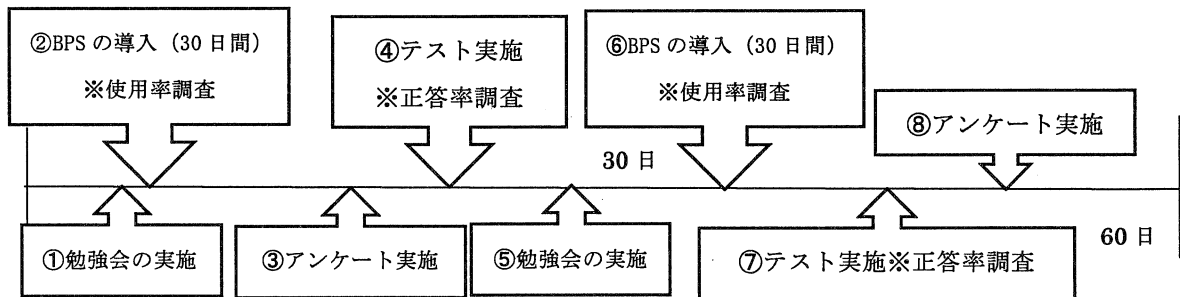 ②BPS の導入（30 日間）
※使用率調査
④テスト実施
※正答率調査
⑥BPS の導入（30 日間）
※使用率調査
⑧アンケート実施
30 日
①勉強会の実施
③アンケート実施
⑤勉強会の実施
⑦テスト実施※正答率調査
60 日